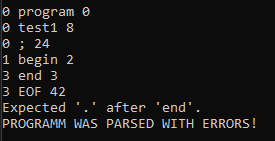 0 program 0
0 test1 8
0 ; 24
1 begin 2
3 end 3
3 EOF 42
Expected '.' after 'end'.
PROGRAMM WAS PARSED WITH ERRORS!